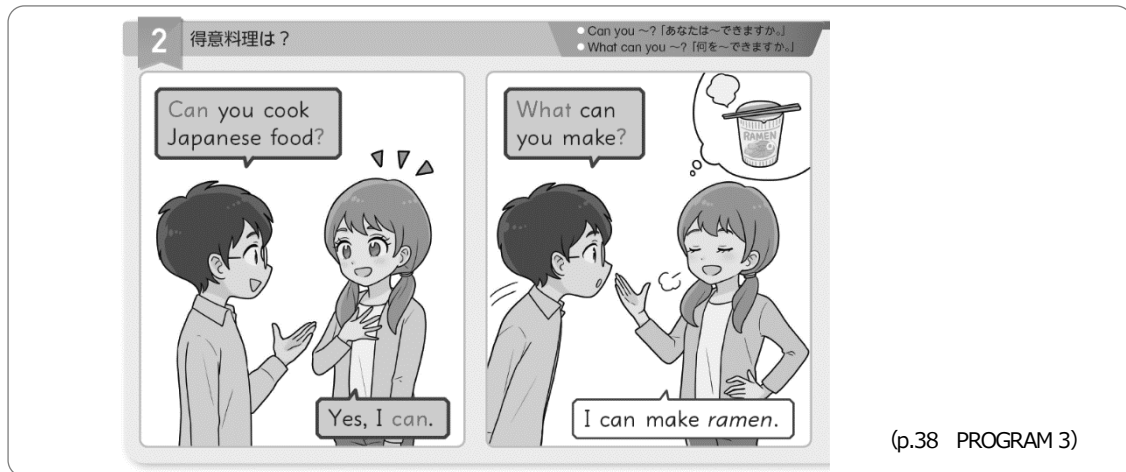 2 得意料理は?
● Can you ~?「あなたは~できますか。」
● What can you ~?「何を~できますか。」
Can you cook
Japanese food?
Yes, I can.
What can
you make?
RAMEN
I can make ramen.
(p.38 PROGRAM 3)